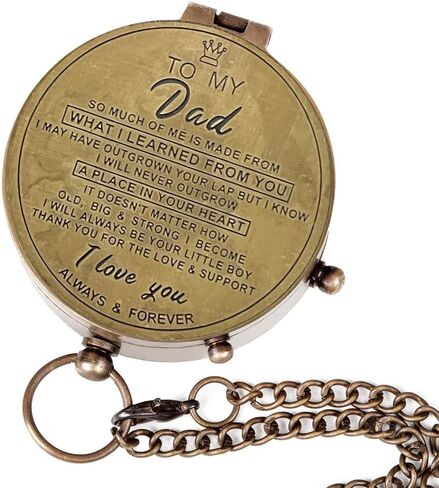 TO MY
Dad
SO MUCH OF ME IS MADE FROM
WHAT I LEARNED FROM YOU
I MAY HAVE OUTGROWN YOUR LAP BUT I KNOW
I WILL NEVER OUTGROW
A PLACE IN YOUR HEART
IT DOESN'T MATTER HOW
OLD, BIG & STRONG I BECOME
I WILL ALWAYS BE YOUR LITTLE BOY
THANK YOU FOR THE LOVE & SUPPORT
I love you
ALWAYS & FOREVER